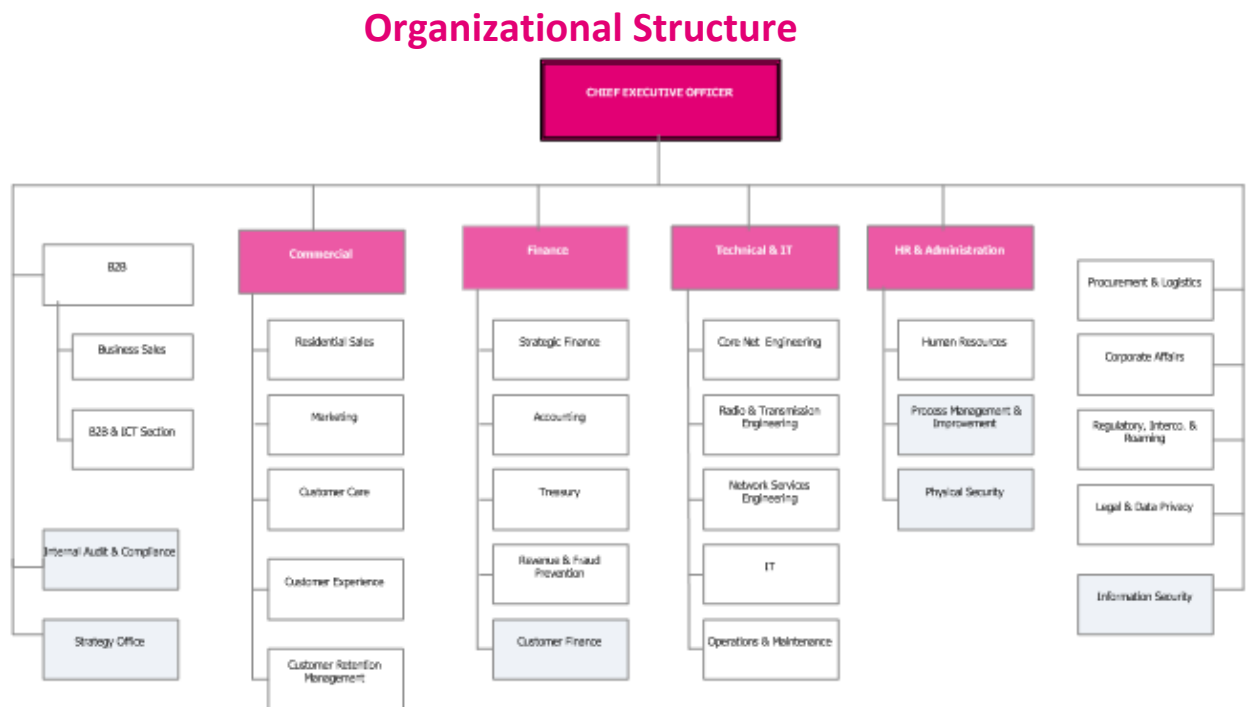 Organizational Structure
CHIEF EXECUTIVE OFFICER
B2B
Business Sales
B2B & ICT Section
Internal Audit & Compliance
Strategy Office
Commercial
Residential Sales
Marketing
Customer Care
Customer Experience
Customer Retention
Management
Finance
Strategic Finance
Accounting
Treasury
Revenue & Fraud
Prevention
Customer Finance
Technical & IT
Core Net Engineering
Radio & Transmission
Engineering
Network Services
Engineering
IT
Operations & Maintenance
HR & Administration
Human Resources
Process Management &
Improvement
Physical Security
Procurement & Logistics
Corporate Affairs
Regulatory, Interco. &
Roaming
Legal & Data Privacy
Information Security